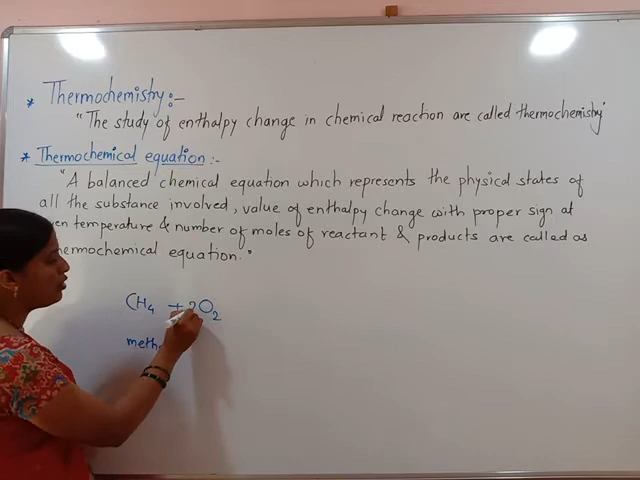 * Thermochemistry:-
"The study of enthalpy change in chemical reaction are called thermochemistry"
* Thermochemical equation:-
"A balanced chemical equation which represents the physical states of
all the substance involved, value of enthalpy change with proper sign at
temperature & number of moles of reactant & products are called as
equation."
CH4 + 2O2